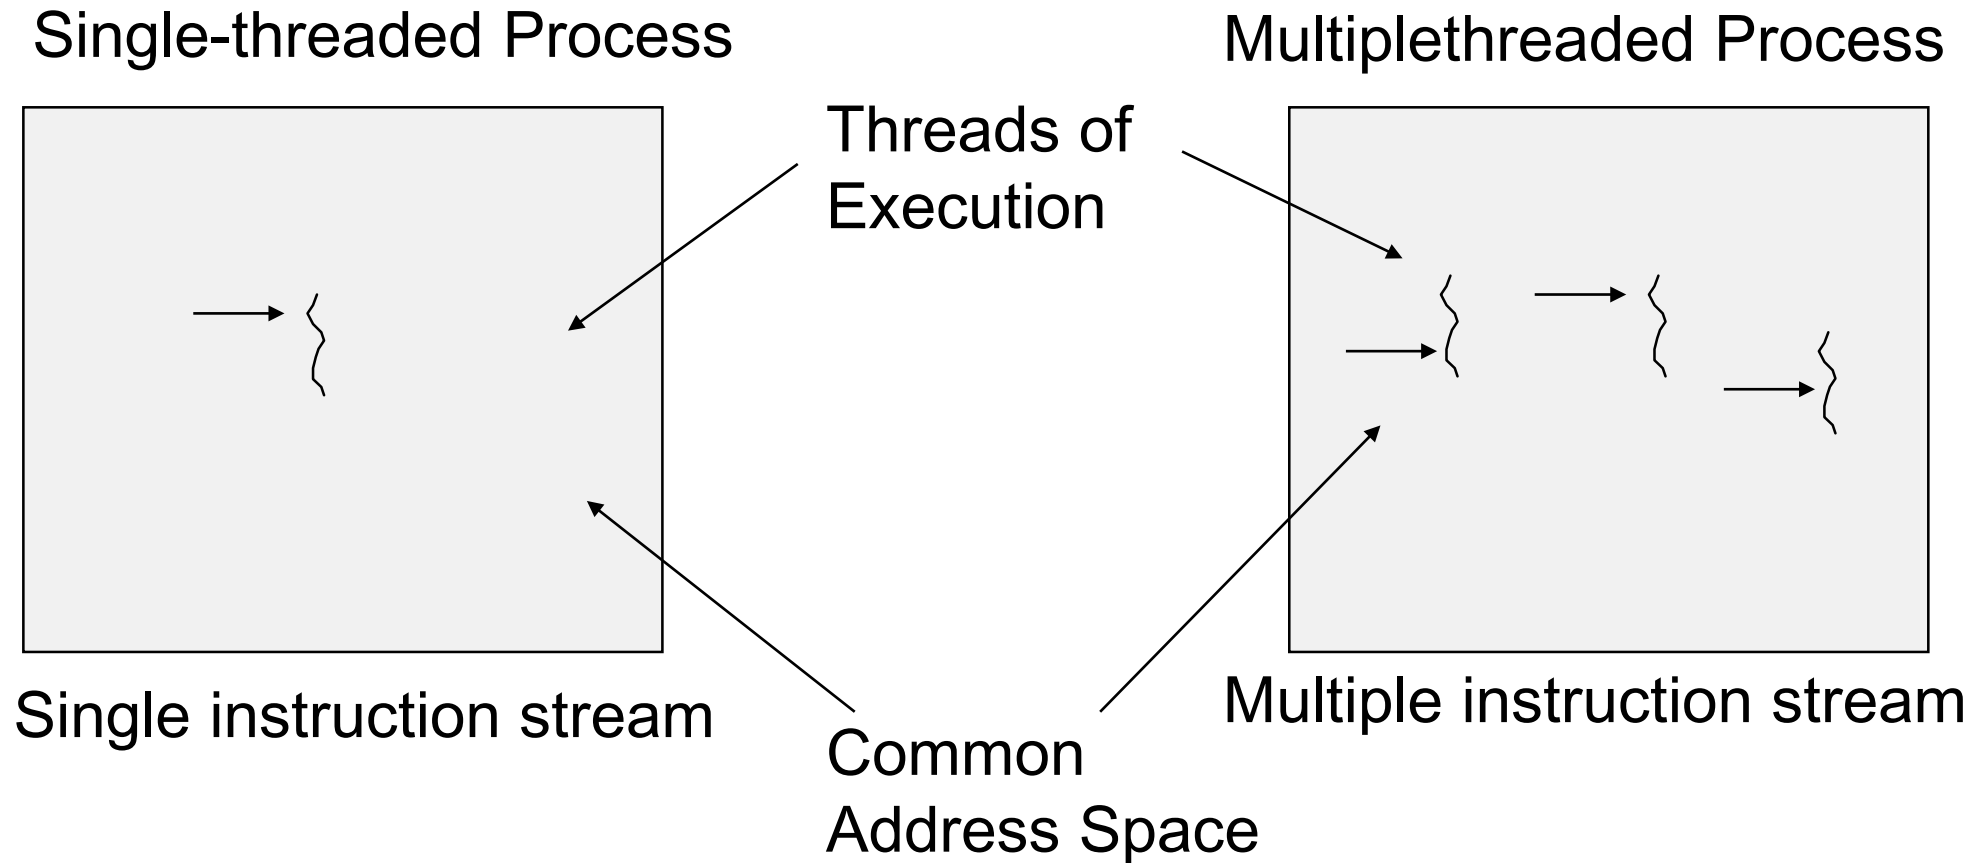 Single-threaded Process
Multiplethreaded Process
Threads of
Execution
Single instruction stream
Multiple instruction stream
Common
Address Space